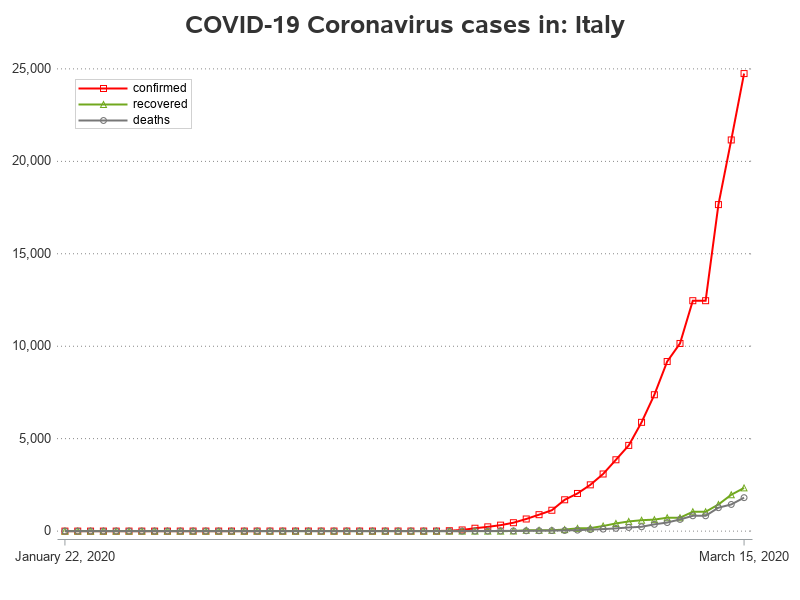 COVID-19 Coronavirus cases in: Italy
25,000
confirmed
recovered
deaths
20,000
15,000
10,000
5,000
0
January 22, 2020
March 15, 2020